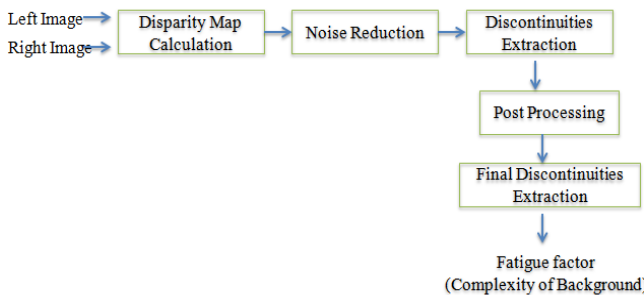 Left Image
Right Image
Disparity Map
Calculation
Noise Reduction
Discontinuities
Extraction
Post Processing
Final Discontinuities
Extraction
Fatigue factor
(Complexity of Background)